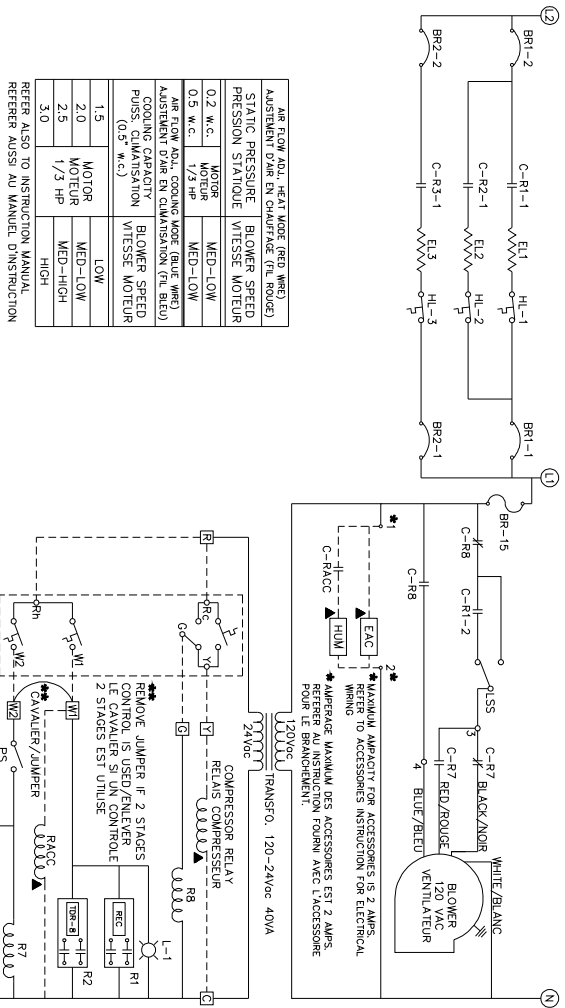 L2
BR1-2
BR2-2
C-R1-1
C-R2-1
C-R3-1
EL1
EL2
EL3
HL-1
HL-2
HL-3
BR1-1
BR2-1
L1
BR-15
C-R8
C-R1-2
LSS
3
C-R7
C-R7
BLACK/NOIR
RED/ROUGE
WHITE/BLANC
C-R8
4
BLUE/BLEU
BLOWER
120 VAC
VENTILATEUR
N
*1
2*
C-RACC
EAC
HUM
*MAXIMUM AMPACITY FOR ACCESSORIES IS 2 AMPS.
REFER TO ACCESSORIES INSTRUCTION FOR ELECTRICAL
WIRING
*AMPERAGE MAXIMUM DES ACCESSOIRES EST 2 AMPS.
REFERER AU INSTRUCTION FOURNI AVEC L'ACCESSOIRE
POUR LE BRANCHEMENT.
120Vac
24Vac
TRANSFO. 120-24Vac 40VA
R
Rc
G
Y
Y
G
C
COMPRESSOR RELAY
RELAIS COMPRESSEUR
R8
**
REMOVE JUMPER IF 2 STAGES
CONTROL IS USED/ENLEVER
LE CAVALIER SI UN CONTROLE
2 STAGES EST UTILISE
L-1
REC
R1
TDR-B
R2
Rh
W1
W2
W1
W2
**
CAVALIER/JUMPER
RACC
PS
R7
AIR FLOW ADJ. HEAT MODE (RED WIRE)
AJUSTEMENT D'AIR EN CHAUFFAGE (FIL ROUGE)
STATIC PRESSURE BLOWER SPEED
PRESSION STATIQUE VITESSE MOTEUR
0.2 w.c. MOTOR MED-LOW
0.5 w.c. MOTEUR 1/3 HP MED-LOW
AIR FLOW ADJ. COOLING MODE (BLUE WIRE)
AJUSTEMENT D'AIR EN CLIMATISATION (FIL BLEU)
COOLING CAPACITY BLOWER SPEED
PUISS. CLIMATISATION VITESSE MOTEUR
(0.5" w.c.)
1.5 LOW
2.0 MOTOR MED-LOW
2.5 MOTEUR 1/3 HP MED-HIGH
3.0 HIGH
REFER ALSO TO INSTRUCTION MANUAL
REFERER AUSSI AU MANUEL D'INSTRUCTION